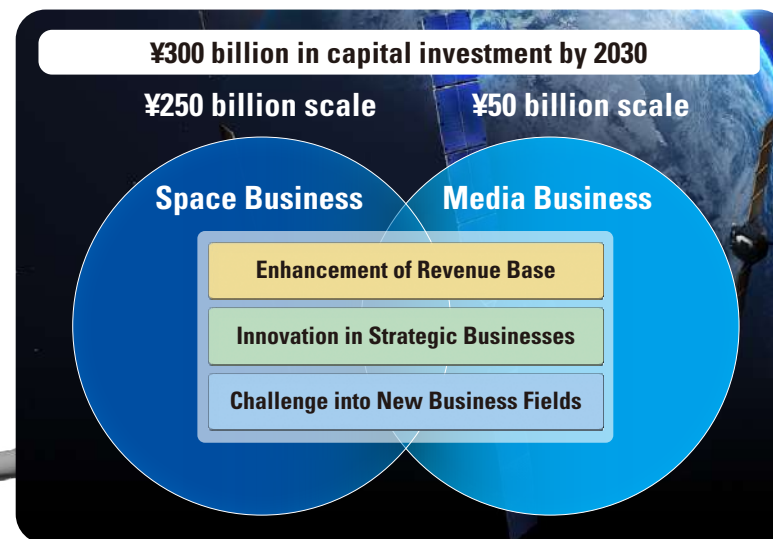 ¥300 billion in capital investment by 2030
¥250 billion scale
¥50 billion scale
Space Business
Media Business
Enhancement of Revenue Base
Innovation in Strategic Businesses
Challenge into New Business Fields